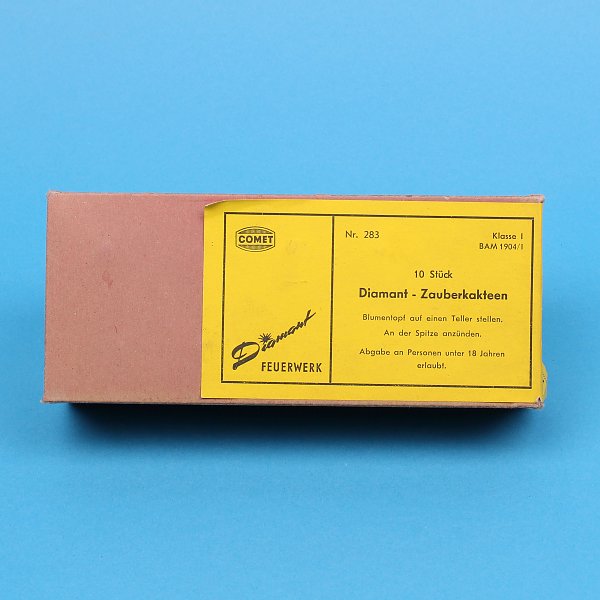 COMET
Diamant
FEUERWERK
Nr. 283
Klasse I
BAM 1904/I
10 Stück
Diamant - Zauberkakteen
Blumentopf auf einen Teller stellen.
An der Spitze anzünden.
Abgabe an Personen unter 18 Jahren
erlaubt.